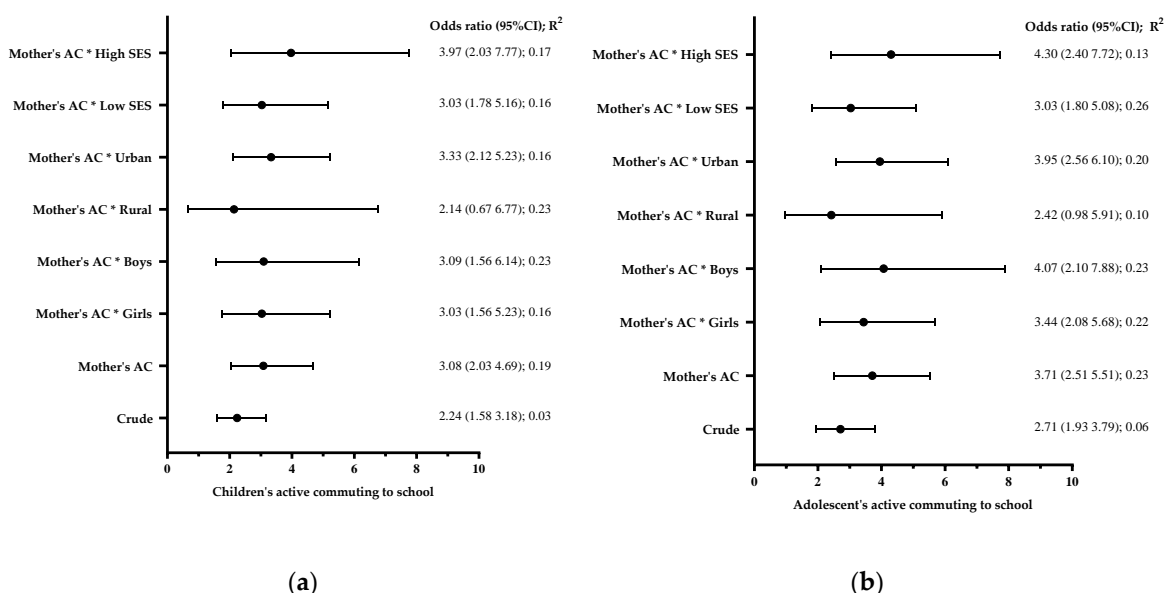 Odds ratio (95%CI); R2
Mother's AC * High SES 3.97 (2.03 7.77); 0.17
Mother's AC * Low SES 3.03 (1.78 5.16); 0.16
Mother's AC * Urban 3.33 (2.12 5.23); 0.16
Mother's AC * Rural 2.14 (0.67 6.77); 0.23
Mother's AC * Boys 3.09 (1.56 6.14); 0.23
Mother's AC * Girls 3.03 (1.56 5.23); 0.16
Mother's AC 3.08 (2.03 4.69); 0.19
Crude 2.24 (1.58 3.18); 0.03
0 2 4 6 8 10
Children's active commuting to school
(a)
Odds ratio (95%CI); R2
Mother's AC * High SES 4.30 (2.40 7.72); 0.13
Mother's AC * Low SES 3.03 (1.80 5.08); 0.26
Mother's AC * Urban 3.95 (2.56 6.10); 0.20
Mother's AC * Rural 2.42 (0.98 5.91); 0.10
Mother's AC * Boys 4.07 (2.10 7.88); 0.23
Mother's AC * Girls 3.44 (2.08 5.68); 0.22
Mother's AC 3.71 (2.51 5.51); 0.23
Crude 2.71 (1.93 3.79); 0.06
0 2 4 6 8 10
Adolescent's active commuting to school
(b)